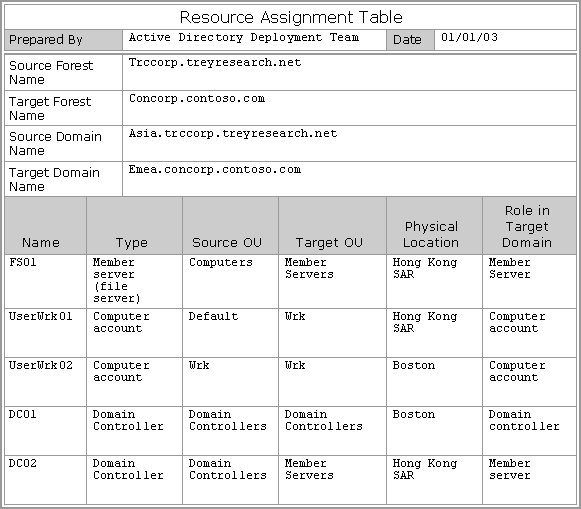 Resource Assignment Table
Prepared By Active Directory Deployment Team Date 01/01/03
Source Forest Name Trccorp.treyresearch.net
Target Forest Name Concorp.contoso.com
Source Domain Name Asia.trccorp.treyresearch.net
Target Domain Name Emea.concorp.contoso.com
Name Type Source OU Target OU Physical Location Role in Target Domain
FS01 Member server (file server) Computers Member Servers Hong Kong SAR Member Server
UserWrk01 Computer account Default Wrk Hong Kong SAR Computer account
UserWrk02 Computer account Wrk Wrk Boston Computer account
DC01 Domain Controller Domain Controllers Domain Controllers Boston Domain controller
DC02 Domain Controller Domain Controllers Member Servers Hong Kong SAR Member server